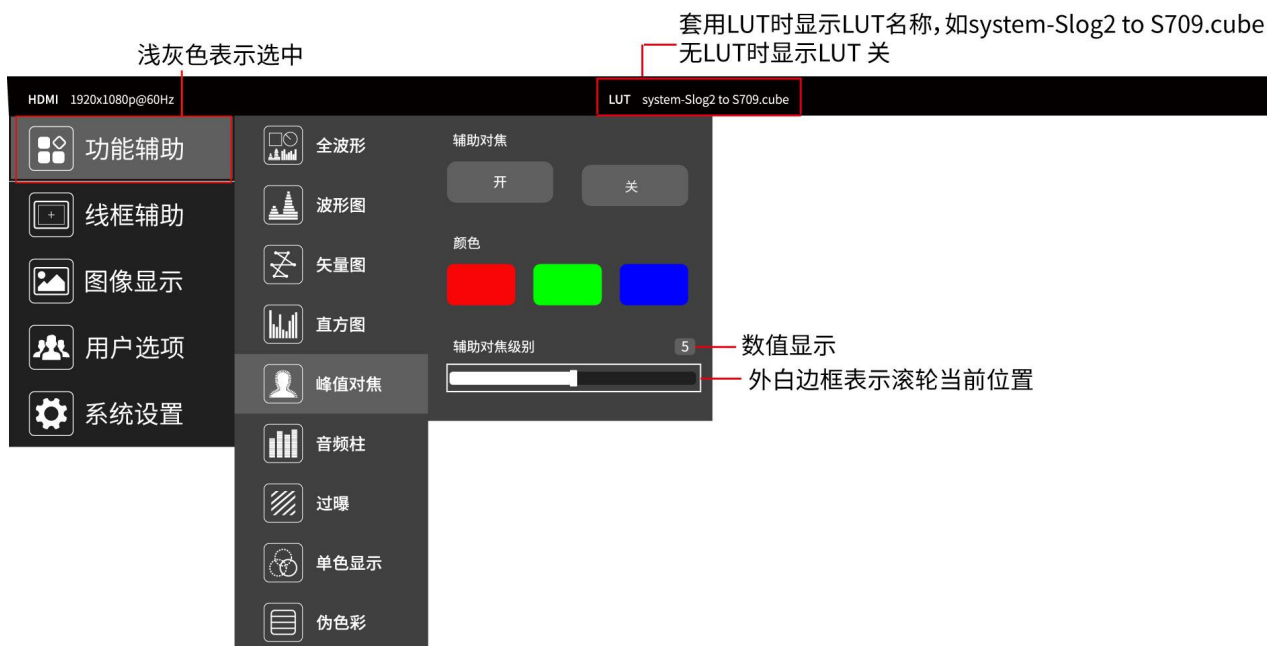 套用LUT时显示LUT名称，如system-Slog2 to S709.cube
无LUT时显示LUT 关
浅灰色表示选中
HDMI 1920x1080p@60Hz
LUT system-Slog2 to S709.cube
功能辅助
线框辅助
图像显示
用户选项
系统设置
全波形
波形图
矢量图
直方图
峰值对焦
音频柱
过曝
单色显示
伪色彩
辅助对焦
开 关
颜色
辅助对焦级别 5
数值显示
外白边框表示滚轮当前位置